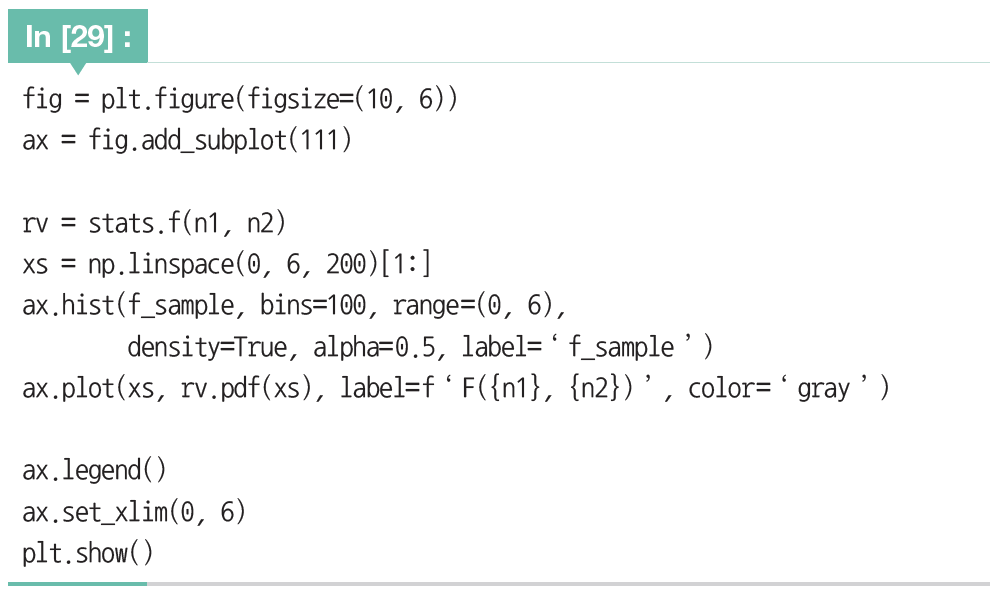 In [29] :
fig = plt.figure(figsize=(10, 6))
ax = fig.add_subplot(111)
rv = stats.f(n1, n2)
xs = np.linspace(0, 6, 200)[1:]
ax.hist(f_sample, bins=100, range=(0, 6),
density=True, alpha=0.5, label=‘f_sample’)
ax.plot(xs, rv.pdf(xs), label=f‘F({n1}, {n2})’, color=‘gray’)
ax.legend()
ax.set_xlim(0, 6)
plt.show()